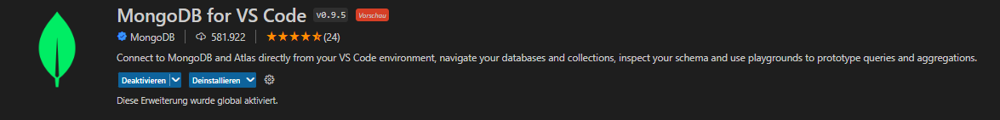 MongoDB for VS Code v0.9.5 Vorschau
MongoDB 581.922 (24)
Connect to MongoDB and Atlas directly from your VS Code environment, navigate your databases and collections, inspect your schema and use playgrounds to prototype queries and aggregations.
Deaktivieren Deinstallieren
Diese Erweiterung wurde global aktiviert.